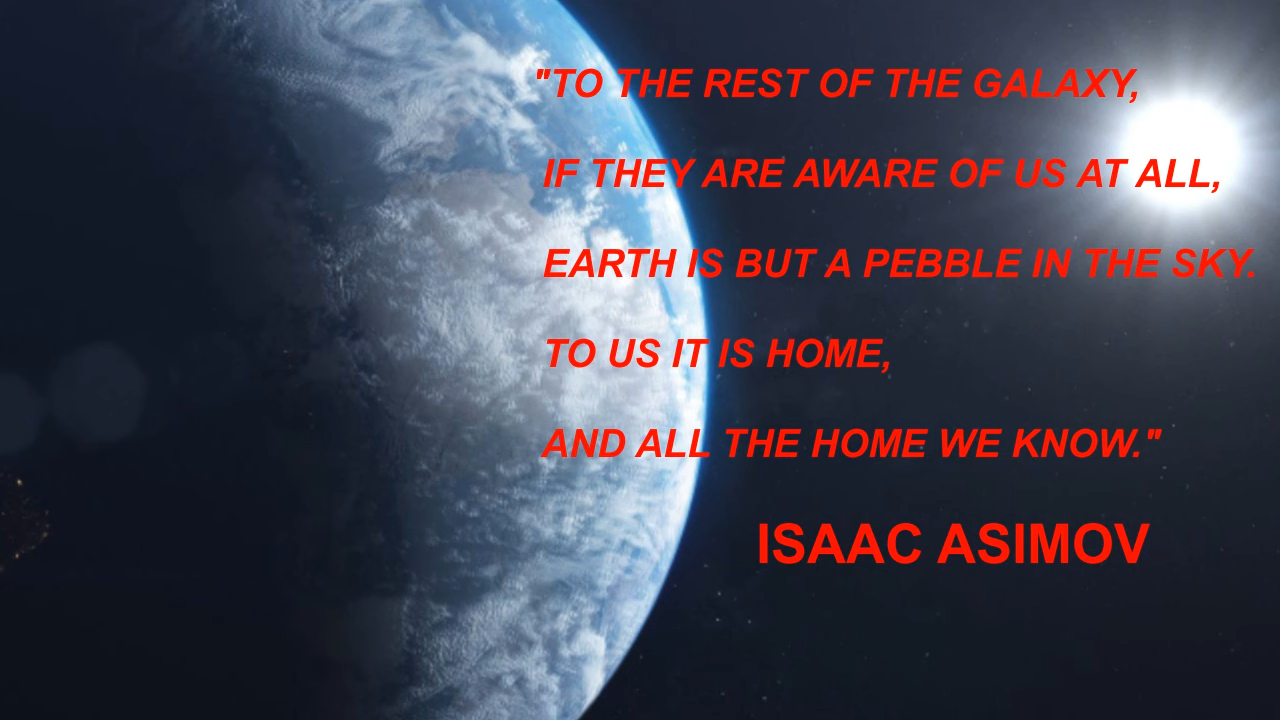 "TO THE REST OF THE GALAXY,
IF THEY ARE AWARE OF US AT ALL,
EARTH IS BUT A PEBBLE IN THE SKY.
TO US IT IS HOME,
AND ALL THE HOME WE KNOW."
ISAAC ASIMOV